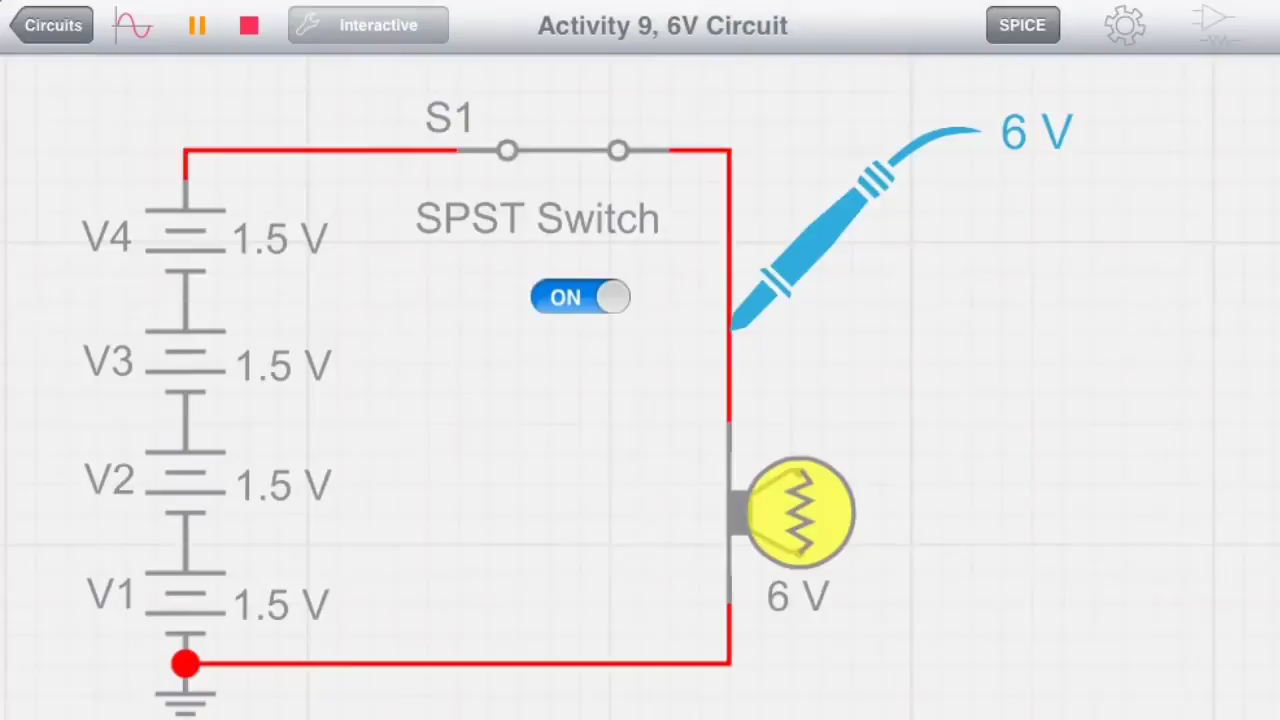 Circuits
Interactive
Activity 9, 6V Circuit
SPICE
S1
6 V
SPST Switch
V4
1.5 V
ON
V3
1.5 V
V2
1.5 V
V1
1.5 V
6 V